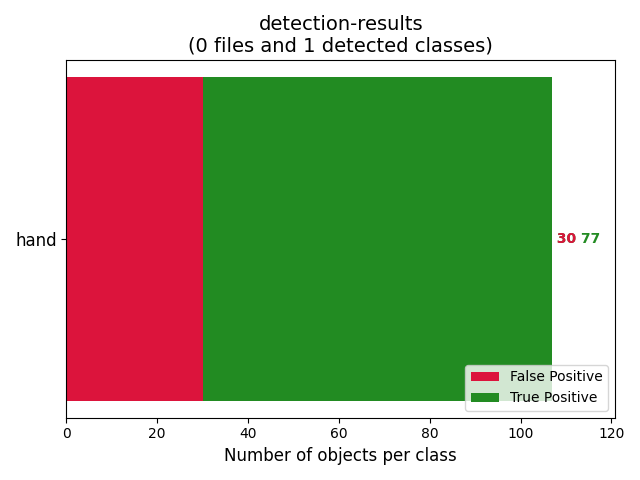 detection-results
(0 files and 1 detected classes)
hand
30 77
False Positive
True Positive
0 20 40 60 80 100 120
Number of objects per class